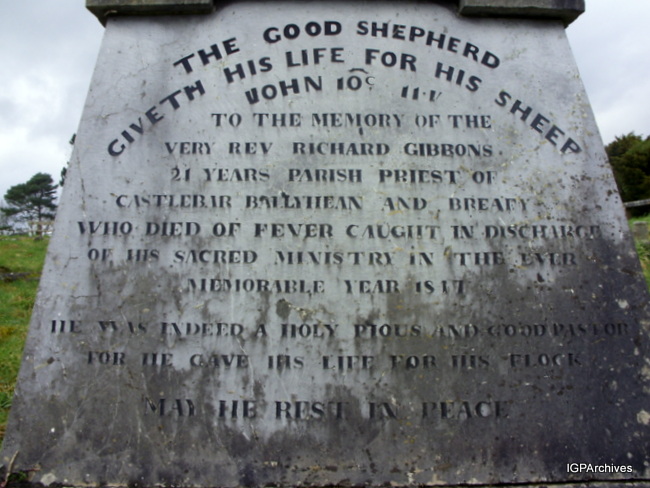 THE GOOD SHEPHERD
GIVETH HIS LIFE FOR HIS SHEEP
JOHN 10C 11·V
TO THE MEMORY OF THE
VERY REV RICHARD GIBBONS
21 YEARS PARISH PRIEST OF
CASTLEBAR BALLYHEAN AND BREAFY
WHO DIED OF FEVER CAUGHT IN DISCHARGE
OF HIS SACRED MINISTRY IN THE EVER
MEMORABLE YEAR 1847
HE WAS INDEED A HOLY PIOUS AND GOOD PASTOR
FOR HE GAVE HIS LIFE FOR HIS FLOCK
MAY HE REST IN PEACE
IGPArchives